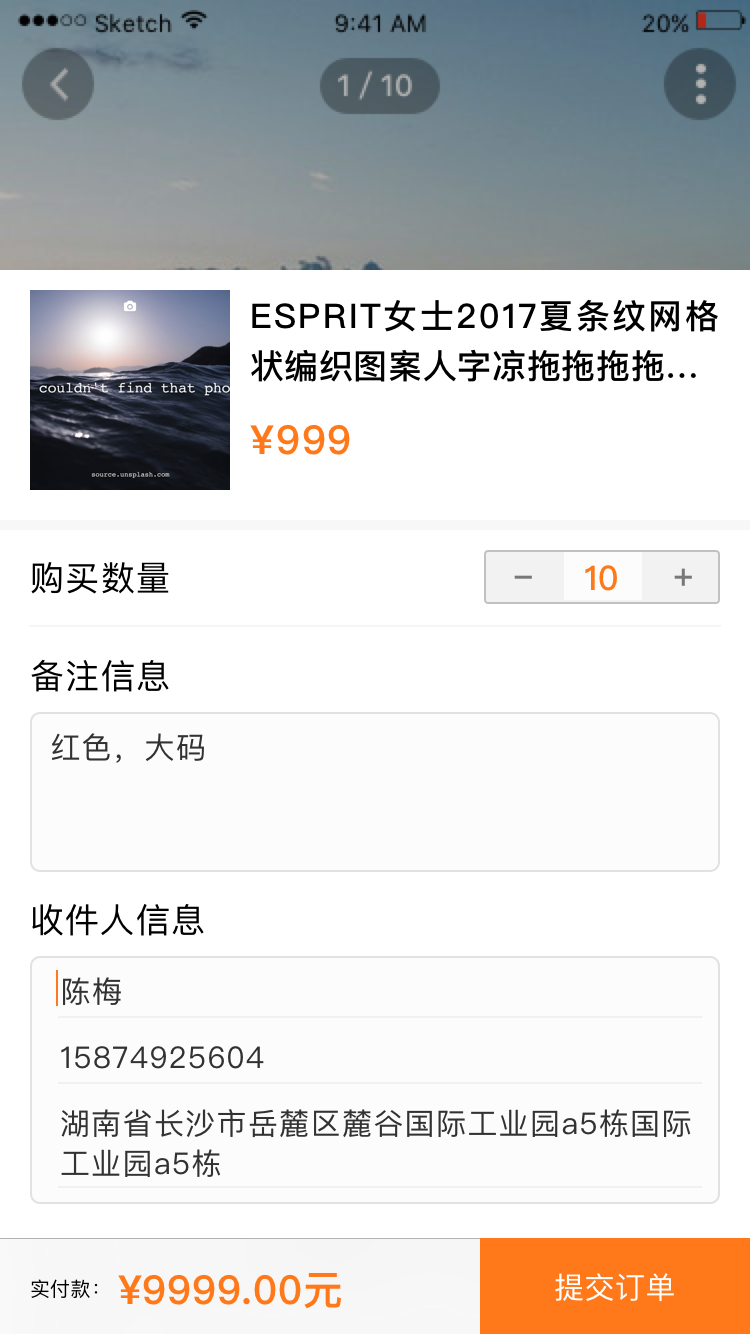 Sketch 9:41 AM 20%
1 / 10
ESPRIT女士2017夏条纹网格
状编织图案人字凉拖拖拖拖...
couldn't find that pho
source.unsplash.com
¥999
购买数量 − 10 +
备注信息
红色，大码
收件人信息
陈梅
15874925604
湖南省长沙市岳麓区麓谷国际工业园a5栋国际
工业园a5栋
实付款： ¥9999.00元 提交订单